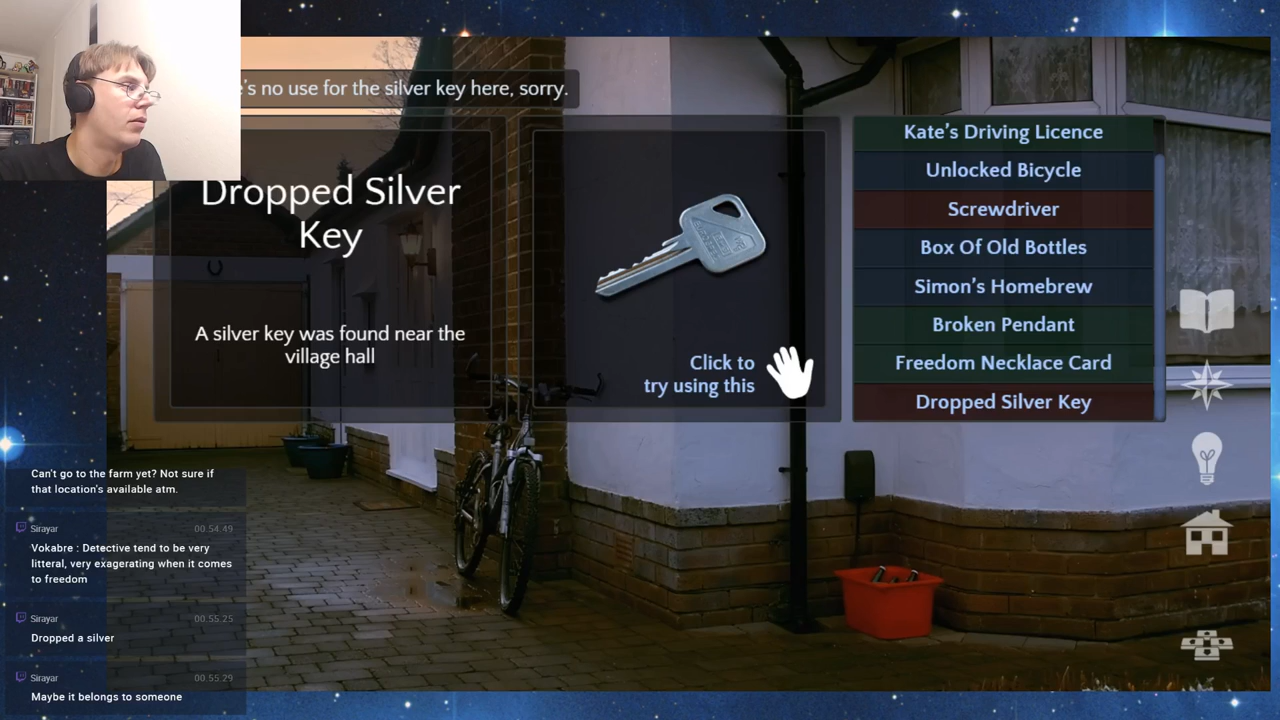 's no use for the silver key here, sorry.
Dropped Silver
Key
A silver key was found near the
village hall
Click to
try using this
Kate's Driving Licence
Unlocked Bicycle
Screwdriver
Box Of Old Bottles
Simon's Homebrew
Broken Pendant
Freedom Necklace Card
Dropped Silver Key
Can't go to the farm yet? Not sure if
that location's available atm.
Sirayar 00:54:49
Vokabre : Detective tend to be very
litteral, very exagerating when it comes
to freedom
Sirayar 00:55:25
Dropped a silver
Sirayar 00:55:29
Maybe it belongs to someone